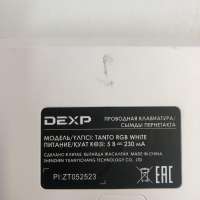 DEXP
ПРОВОДНАЯ КЛАВИАТУРА/
СЫМДЫ ПЕРНЕТАҚТА
МОДЕЛЬ/ҮЛГІСІ: TANTO RGB WHITE
ПИТАНИЕ/ҚУАТ КӨЗІ: 5 В ⎓ 230 мА
СДЕЛАНО В КИТАЕ. ҚЫТАЙДА ЖАСАЛҒАН. MADE IN CHINA.
SHENZHEN TECHNOLOGY CO., LTD
EAC
PI:ZT052523